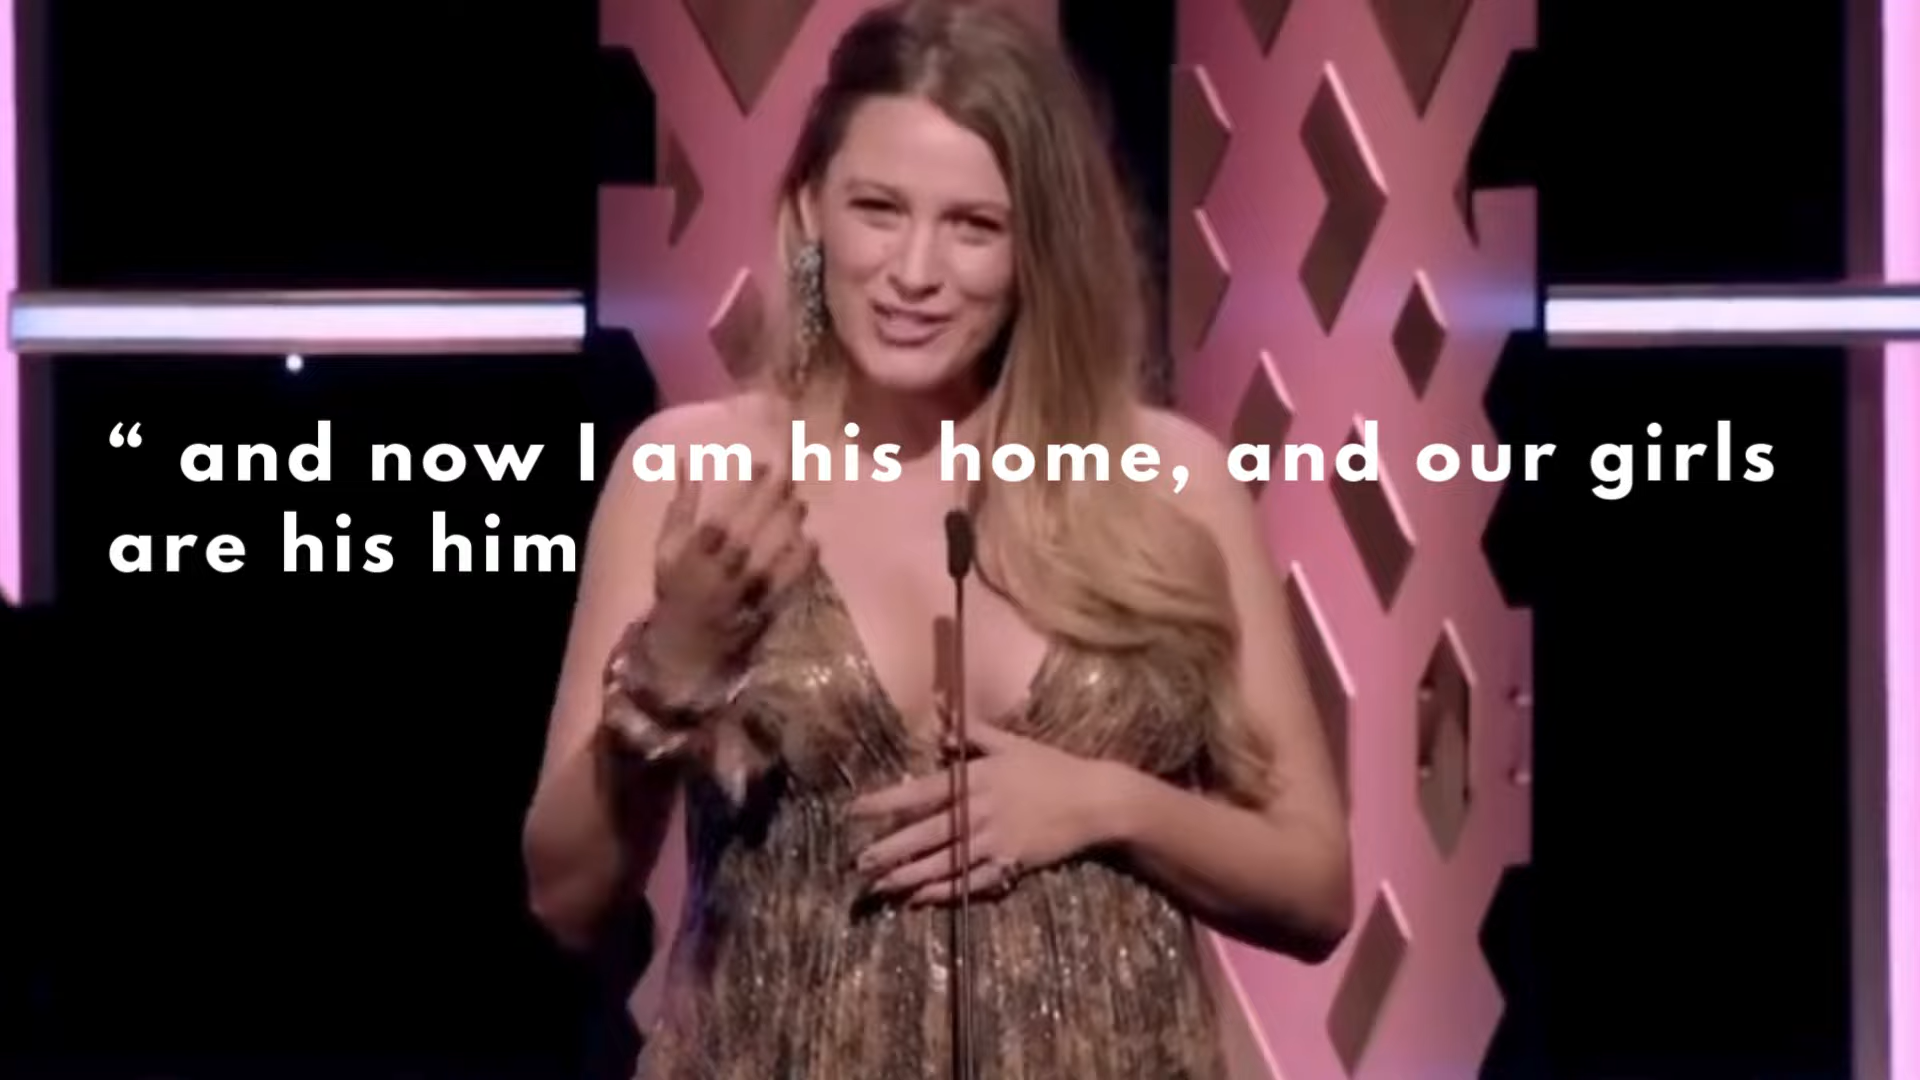 “ and now I am his home, and our girls
are his him